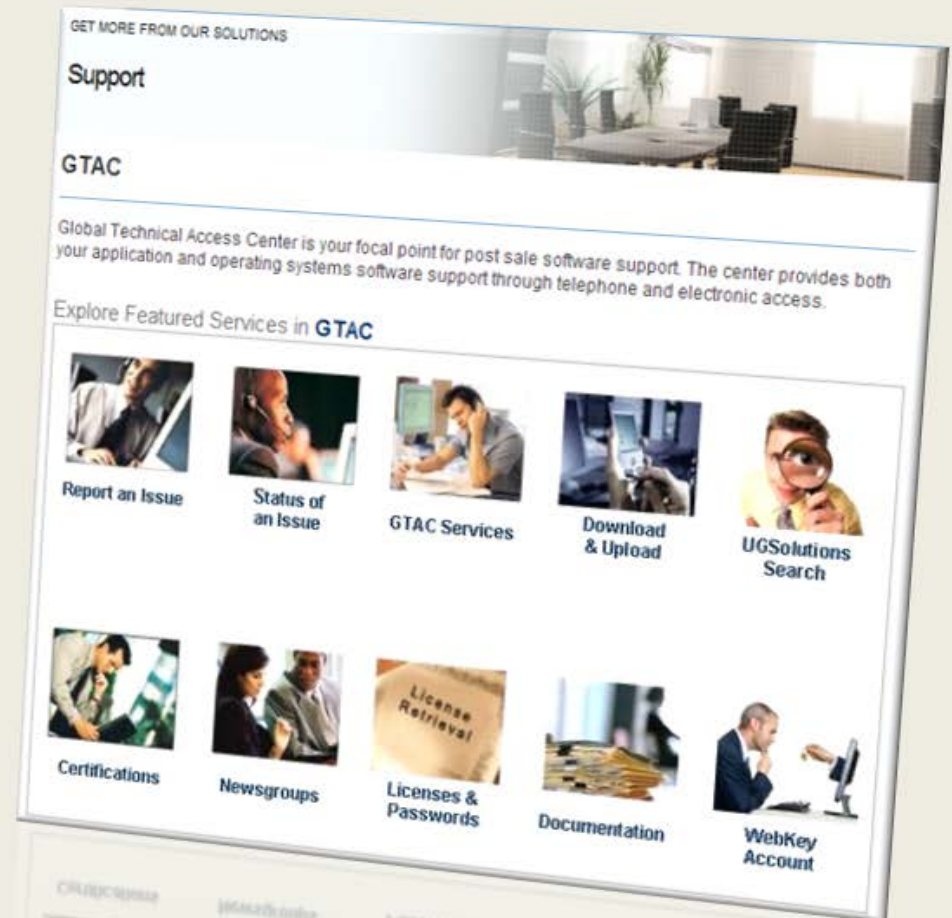 GET MORE FROM OUR SOLUTIONS
Support
GTAC
Global Technical Access Center is your focal point for post sale software support. The center provides both
your application and operating systems software support through telephone and electronic access.
Explore Featured Services in GTAC
Report an Issue
Status of
an Issue
GTAC Services
Download
& Upload
UGSolutions
Search
License
Retrieval
Certifications
Newsgroups
Licenses &
Passwords
Documentation
WebKey
Account